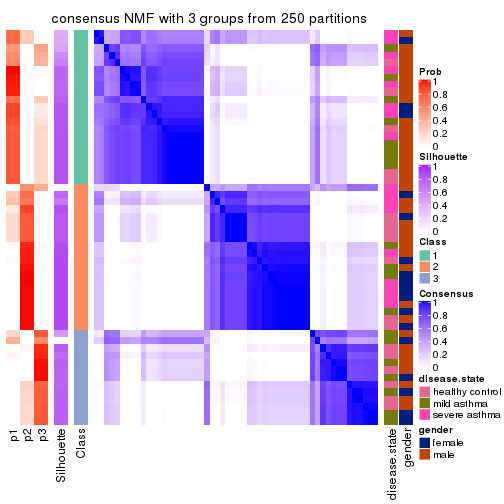 consensus NMF with 3 groups from 250 partitions
Prob
1
0.8
0.6
0.4
0.2
0
Silhouette
1
0.8
0.6
0.4
0.2
0
Class
1
2
3
Consensus
1
0.8
0.6
0.4
0.2
0
disease.state
healthy control
mild asthma
severe asthma
gender
female
male
p1
p2
p3
Silhouette
Class
disease.state
gender